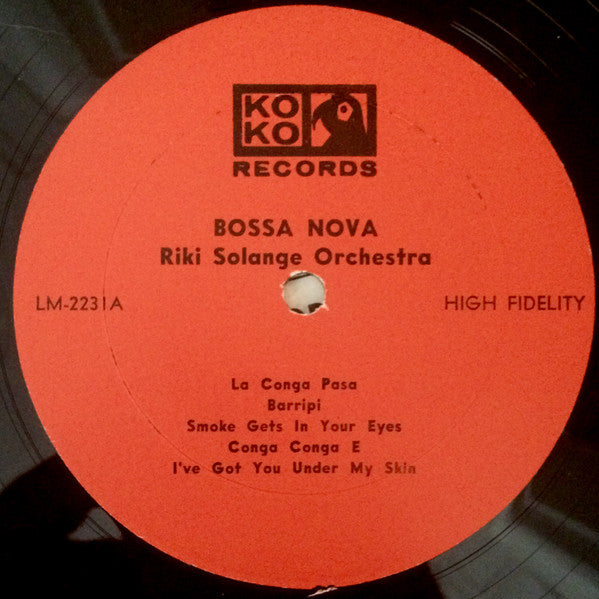 KO
KO
RECORDS
BOSSA NOVA
Riki Solange Orchestra
LM-2231A
HIGH FIDELITY
La Conga Pasa
Barripi
Smoke Gets In Your Eyes
Conga Conga E
I've Got You Under My Skin